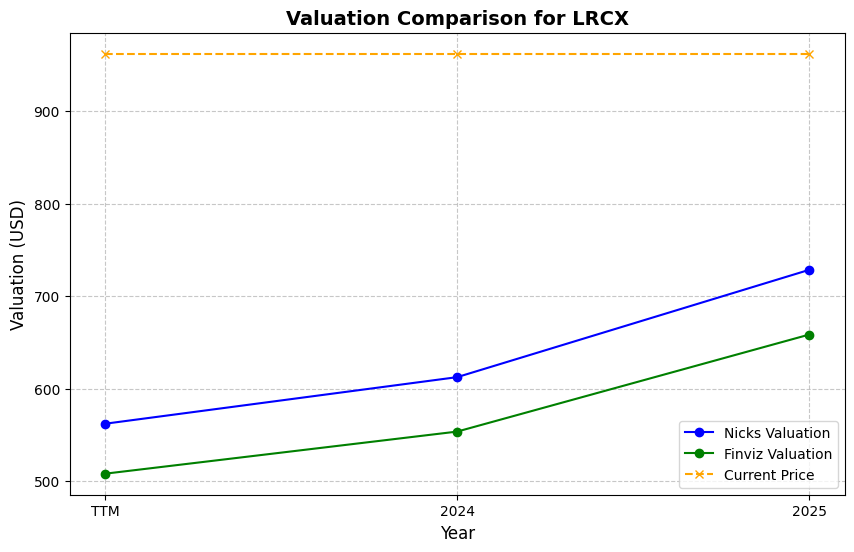 Valuation Comparison for LRCX
Valuation (USD)
900
800
700
600
500
TTM
2024
2025
Year
Nicks Valuation
Finviz Valuation
Current Price